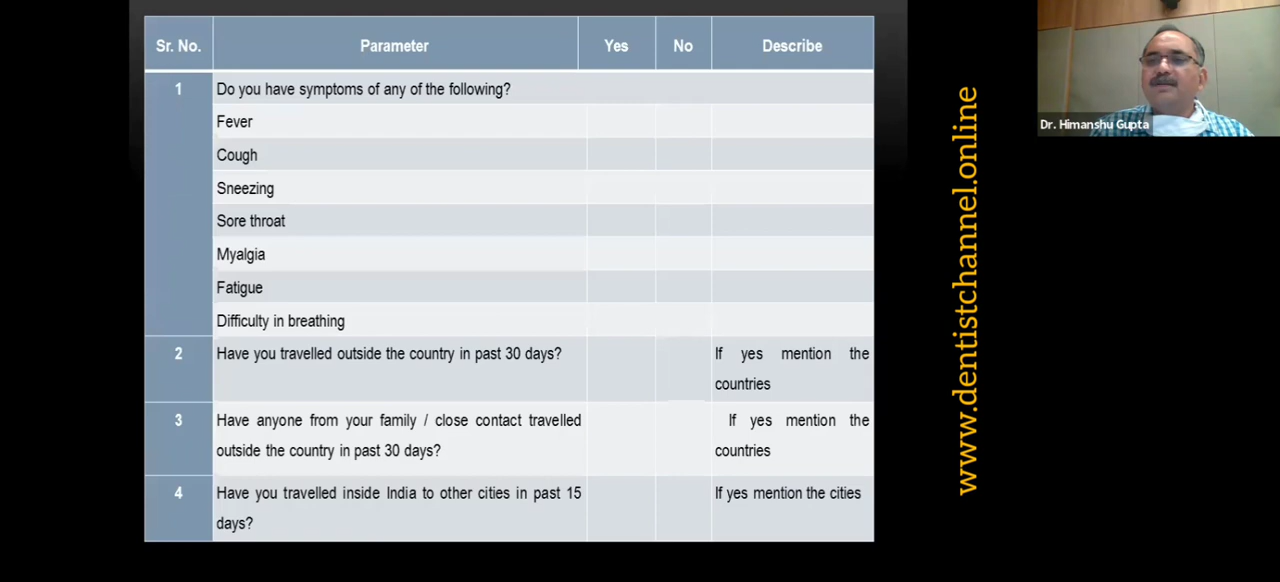 Sr. No. Parameter Yes No Describe
1 Do you have symptoms of any of the following?
Fever
Cough
Sneezing
Sore throat
Myalgia
Fatigue
Difficulty in breathing
2 Have you travelled outside the country in past 30 days? If yes mention the
countries
3 Have anyone from your family / close contact travelled If yes mention the
outside the country in past 30 days? countries
4 Have you travelled inside India to other cities in past 15 If yes mention the cities
days?
www.dentistchannel.online
Dr. Himanshu Gupta